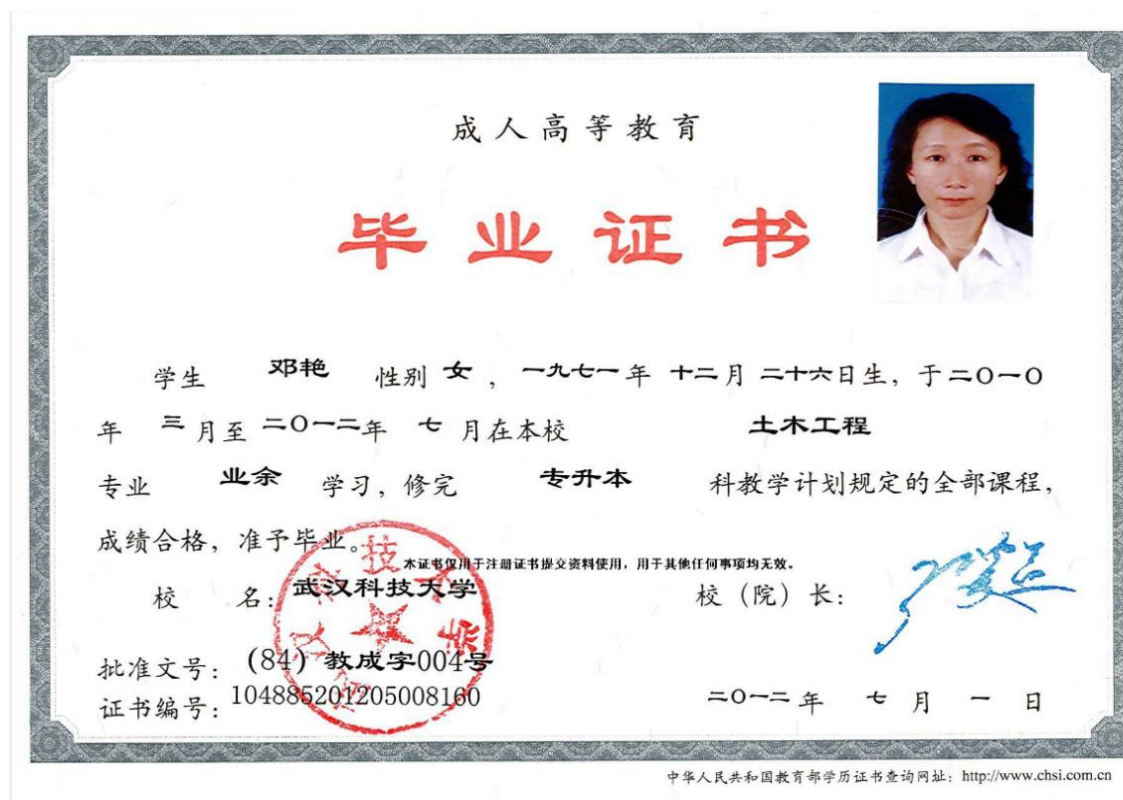 成人高等教育
毕业证书
学生 邓艳 性别 女，一九七一年 十二月 二十六日生，于二〇一〇
年 三月至 二〇一二年 七 月在本校 土木工程
专业 业余 学习，修完 专升本 科教学计划规定的全部课程，
成绩合格，准予毕业。
本证书仅用于注册证书提交资料使用，用于其他任何事项均无效。
校 名：武汉科技大学 校（院）长：
批准文号：(84) 教成字004号
证书编号：104885201205008160 二〇一二年 七 月 一 日
武汉科技大学
中华人民共和国教育部学历证书查询网址：http://www.chsi.com.cn